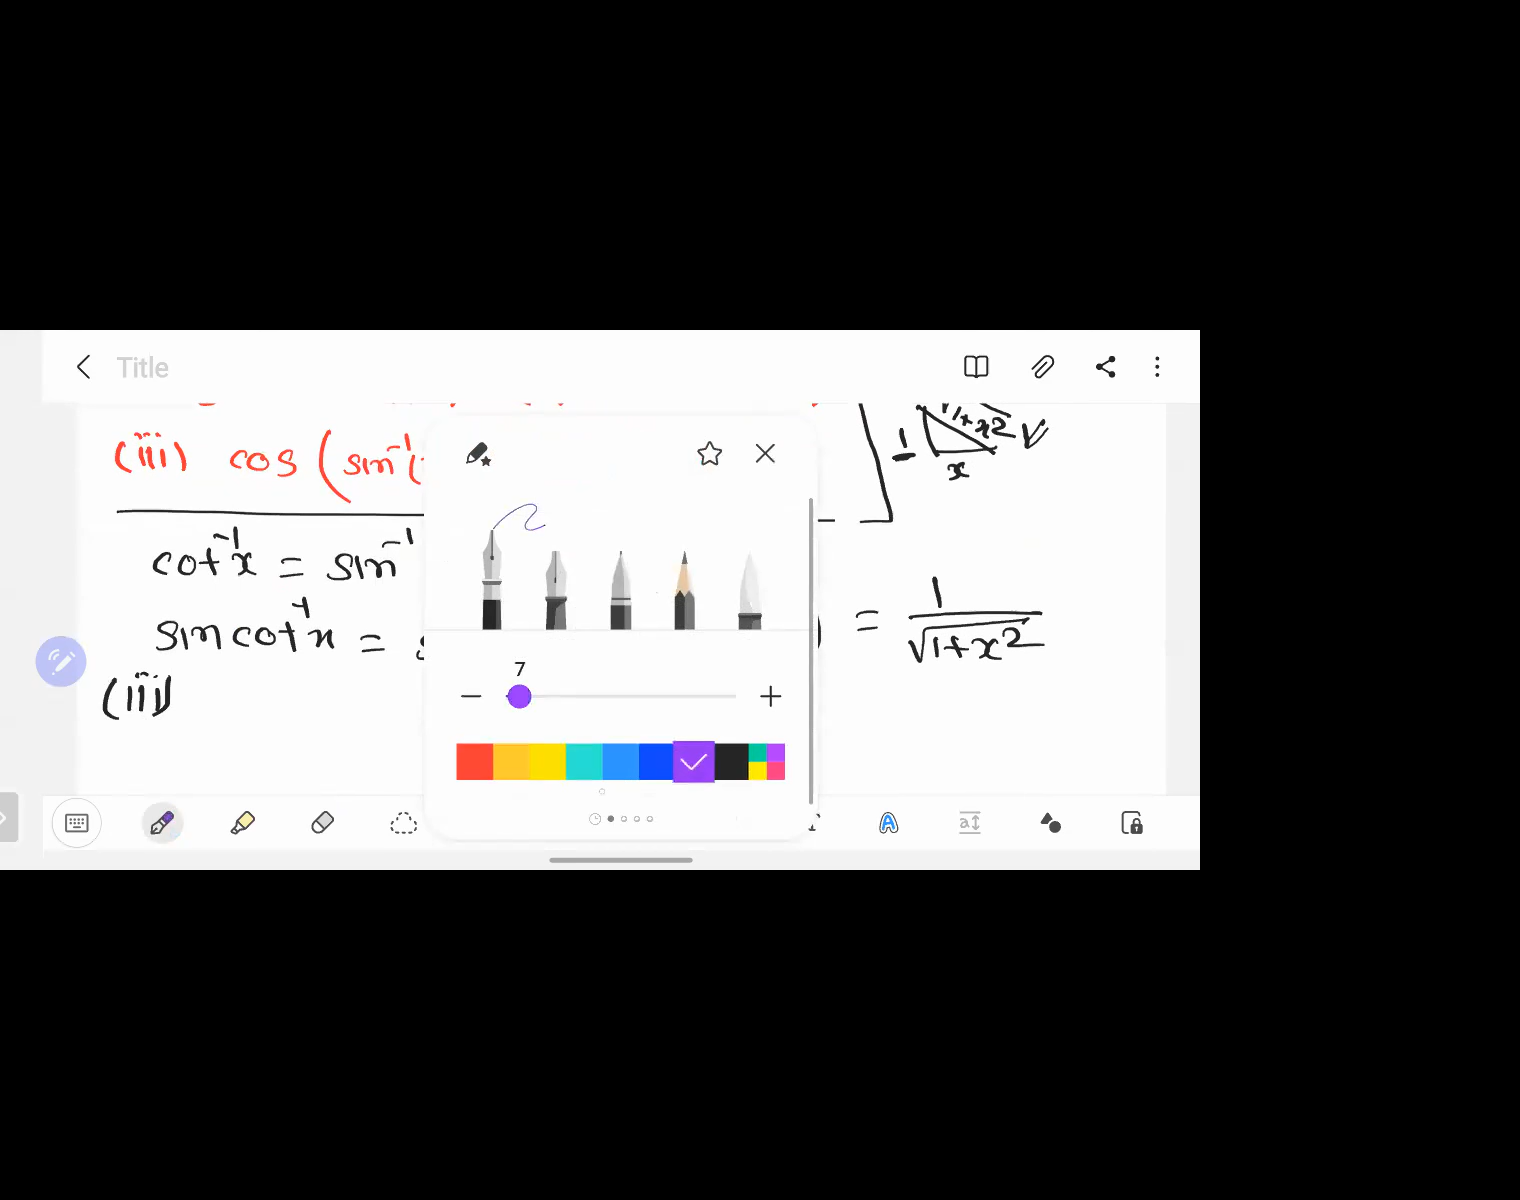 Title
(iii) cos (sin⁻¹(
√1+x²
1
x
cot⁻¹x = sin⁻¹
sin cot⁻¹x =
= 1/√1+x²
(iii)
7